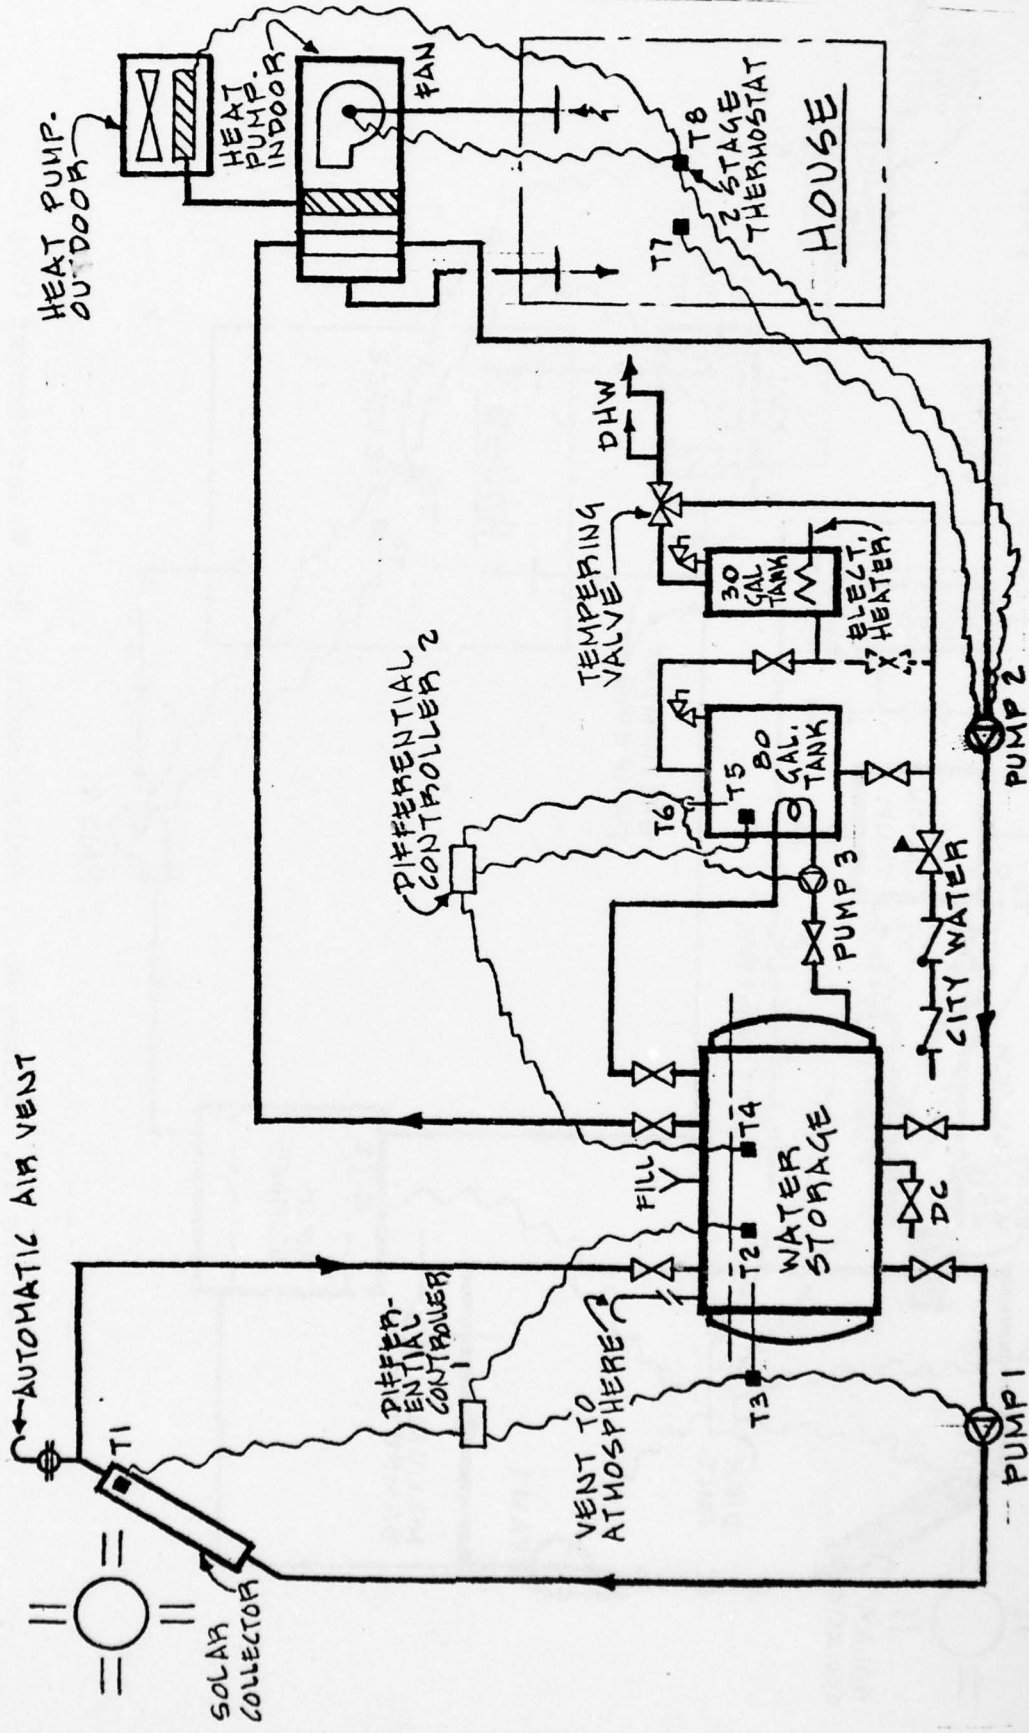 AUTOMATIC AIR VENT
T1
SOLAR
COLLECTOR
DIFFER-
ENTIAL
CONTROLLER
1
VENT TO
ATMOSPHERE
T3
PUMP 1
T2
FILL
T4
WATER
STORAGE
DC
DIFFERENTIAL
CONTROLLER 2
T6
T5
80
GAL.
TANK
PUMP 3
CITY WATER
TEMPERING
VALVE
DHW
30
GAL
TANK
ELECT.
HEATER
PUMP 2
HEAT PUMP.
OUTDOOR
HEAT
PUMP.
INDOOR
FAN
T7
T8
2 STAGE
THERMOSTAT
HOUSE